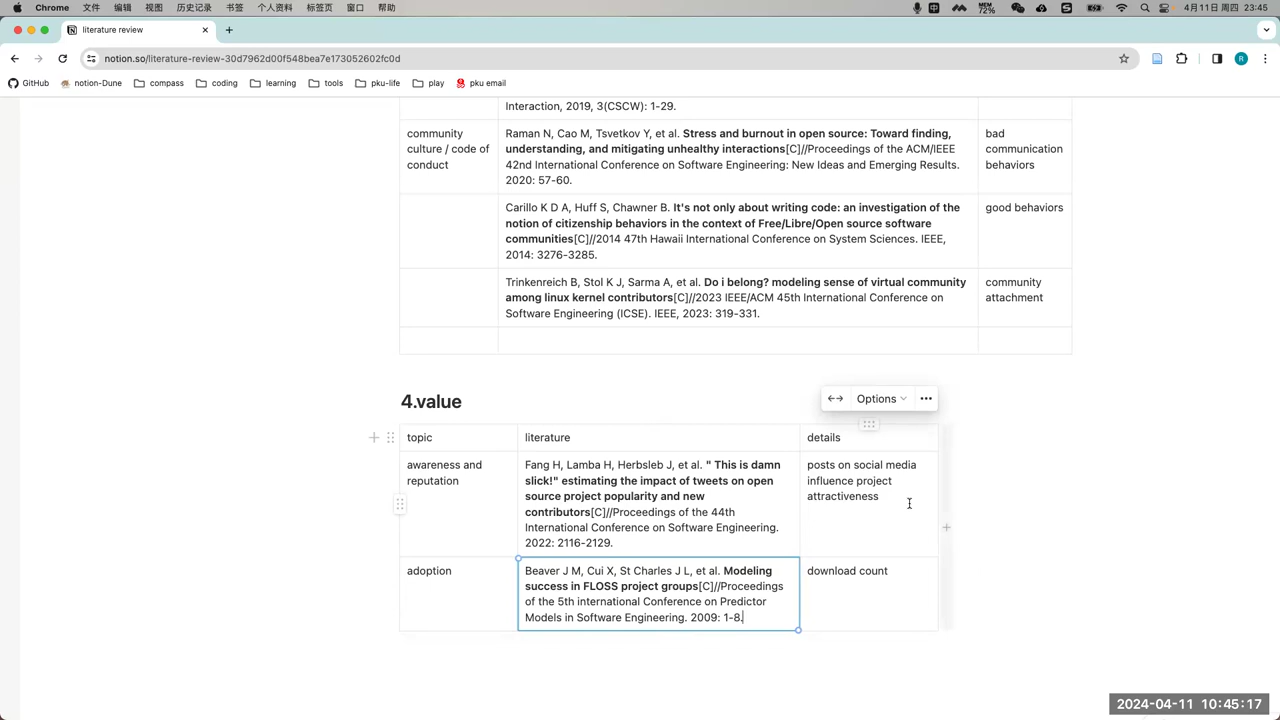 Chrome 文件 编辑 视图 历史记录 书签 个人资料 标签页 窗口 帮助 中 4月11日 周四 23:45
literature review
notion.so/literature-review-30d7962d00f548bea7e173052602fc0d
GitHub notion-Dune compass coding learning tools pku-life play pku email
Interaction, 2019, 3(CSCW): 1-29.
community
culture / code of
conduct
Raman N, Cao M, Tsvetkov Y, et al. Stress and burnout in open source: Toward finding,
understanding, and mitigating unhealthy interactions[C]//Proceedings of the ACM/IEEE
42nd International Conference on Software Engineering: New Ideas and Emerging Results.
2020: 57-60.
bad
communication
behaviors
Carillo K D A, Huff S, Chawner B. It's not only about writing code: an investigation of the
notion of citizenship behaviors in the context of Free/Libre/Open source software
communities[C]//2014 47th Hawaii International Conference on System Sciences. IEEE,
2014: 3276-3285.
good behaviors
Trinkenreich B, Stol K J, Sarma A, et al. Do i belong? modeling sense of virtual community
among linux kernel contributors[C]//2023 IEEE/ACM 45th International Conference on
Software Engineering (ICSE). IEEE, 2023: 319-331.
community
attachment
4.value
Options
topic literature details
awareness and
reputation
Fang H, Lamba H, Herbsleb J, et al. " This is damn
slick!" estimating the impact of tweets on open
source project popularity and new
contributors[C]//Proceedings of the 44th
International Conference on Software Engineering.
2022: 2116-2129.
posts on social media
influence project
attractiveness
adoption
Beaver J M, Cui X, St Charles J L, et al. Modeling
success in FLOSS project groups[C]//Proceedings
of the 5th international Conference on Predictor
Models in Software Engineering. 2009: 1-8.
download count
2024-04-11 10:45:17